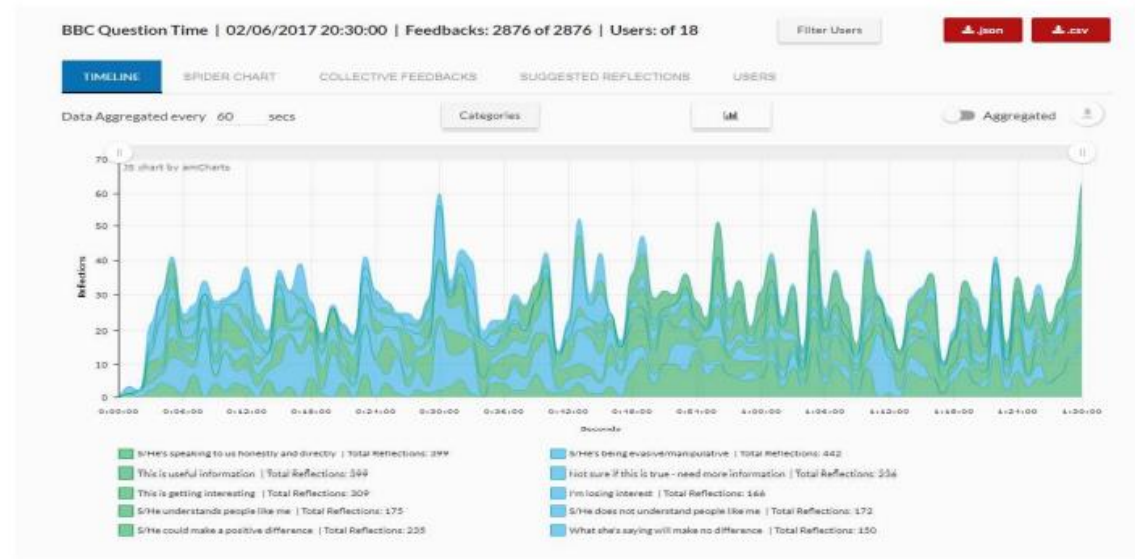 BBC Question Time | 02/06/2017 20:30:00 | Feedbacks: 2876 of 2876 | Users: of 18 Filter Users .json .csv
TIMELINE SPIDER CHART COLLECTIVE FEEDBACKS SUGGESTED REFLECTIONS USERS
Data Aggregated every 60 secs Categories Aggregated
70
JS chart by amCharts
60
50
40
30
20
10
0
Reflections
0:00:00 0:06:00 0:12:00 0:18:00 0:24:00 0:30:00 0:36:00 0:42:00 0:48:00 0:54:00 1:00:00 1:06:00 1:12:00 1:18:00 1:24:00 1:30:00
Seconds
S/He's speaking to us honestly and directly | Total Reflections: 399 S/He's being evasive/manipulative | Total Reflections: 442
This is useful information | Total Reflections: 399 Not sure if this is true - need more information | Total Reflections:
This is getting interesting | Total Reflections: 309 I'm losing interest | Total Reflections: 166
S/He understands people like me | Total Reflections: 175 S/He does not understand people like me | Total Reflections: 172
S/He could make a positive difference | Total Reflections: 235 What she's saying will make no difference | Total Reflections: 150